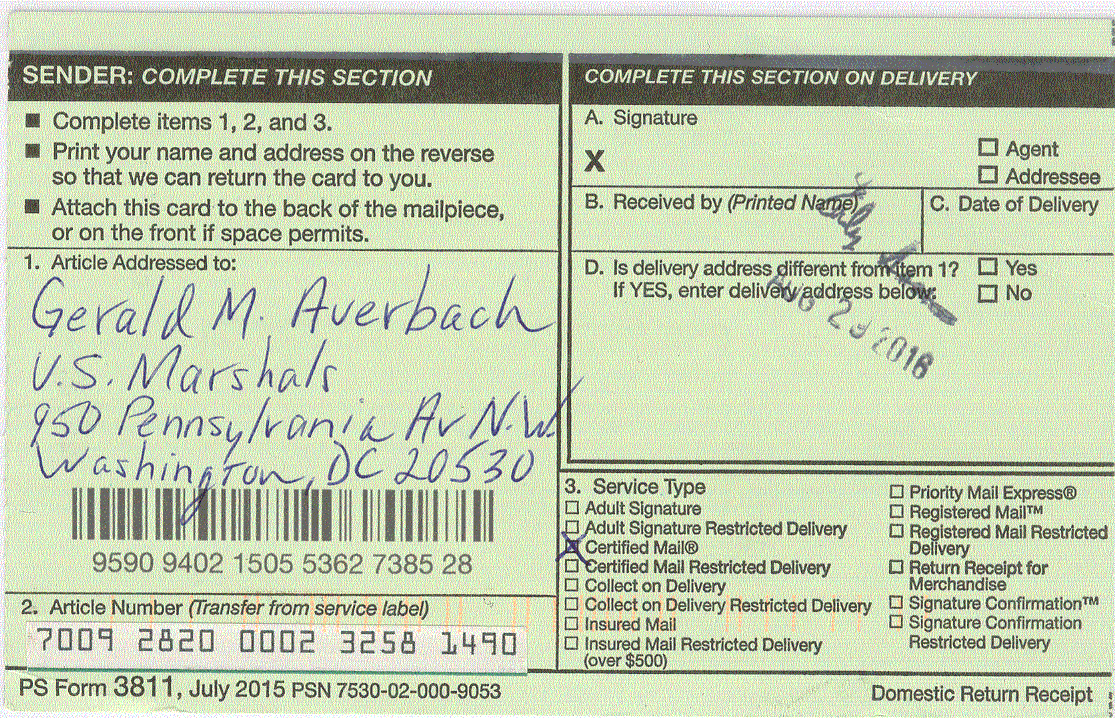 SENDER: COMPLETE THIS SECTION
■ Complete items 1, 2, and 3.
■ Print your name and address on the reverse
so that we can return the card to you.
■ Attach this card to the back of the mailpiece,
or on the front if space permits.
1. Article Addressed to:
Gerald M. Averbach
U.S. Marshals
950 Pennsylvania Av N.W.
Washington, DC 20530
9590 9402 1505 5362 7385 28
2. Article Number (Transfer from service label)
7009 2820 0002 3258 1490
PS Form 3811, July 2015 PSN 7530-02-000-9053
COMPLETE THIS SECTION ON DELIVERY
A. Signature
X
☐ Agent
☐ Addressee
B. Received by (Printed Name)
C. Date of Delivery
D. Is delivery address different from item 1? ☐ Yes
If YES, enter delivery address below: ☐ No
AUG 29 2016
3. Service Type
☐ Adult Signature
☐ Adult Signature Restricted Delivery
☒ Certified Mail®
☐ Certified Mail Restricted Delivery
☐ Collect on Delivery
☐ Collect on Delivery Restricted Delivery
☐ Insured Mail
☐ Insured Mail Restricted Delivery
(over $500)
☐ Priority Mail Express®
☐ Registered Mail™
☐ Registered Mail Restricted
Delivery
☐ Return Receipt for
Merchandise
☐ Signature Confirmation™
☐ Signature Confirmation
Restricted Delivery
Domestic Return Receipt